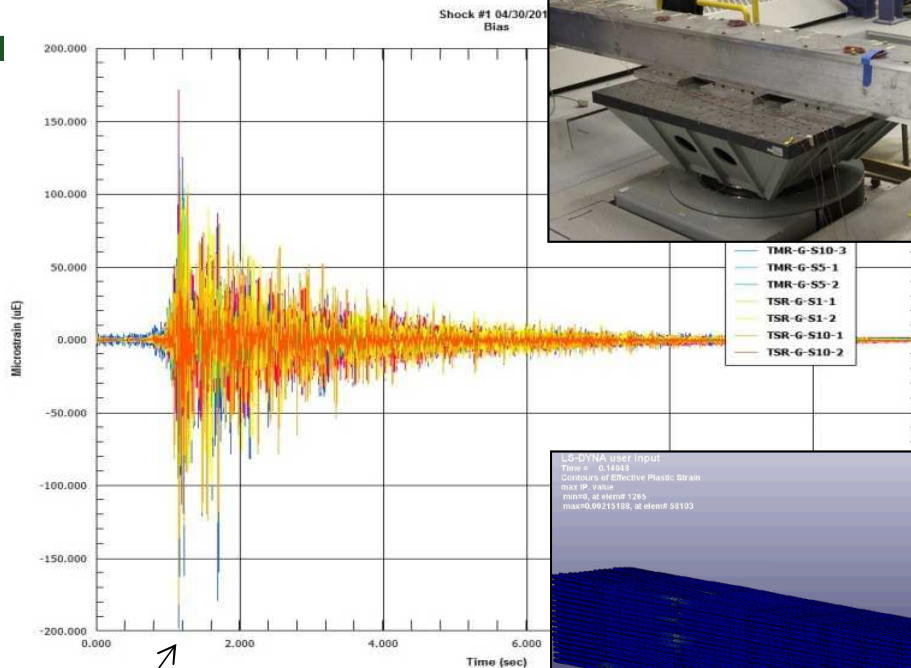 Shock #1 04/30/201
Bias
200.000
150.000
100.000
50.000
0.000
-50.000
-100.000
-150.000
-200.000
Microstrain (uE)
0.000
2.000
4.000
6.000
Time (sec)
TMR-G-S10-3
TMR-G-S5-1
TMR-G-S5-2
TSR-G-S1-1
TSR-G-S1-2
TSR-G-S10-1
TSR-G-S10-2
LS-DYNA user input
Time = 0.14048
Contours of Effective Plastic Strain
max IP. value
min=0, at elem# 1265
max=0.00215188, at elem# 58103